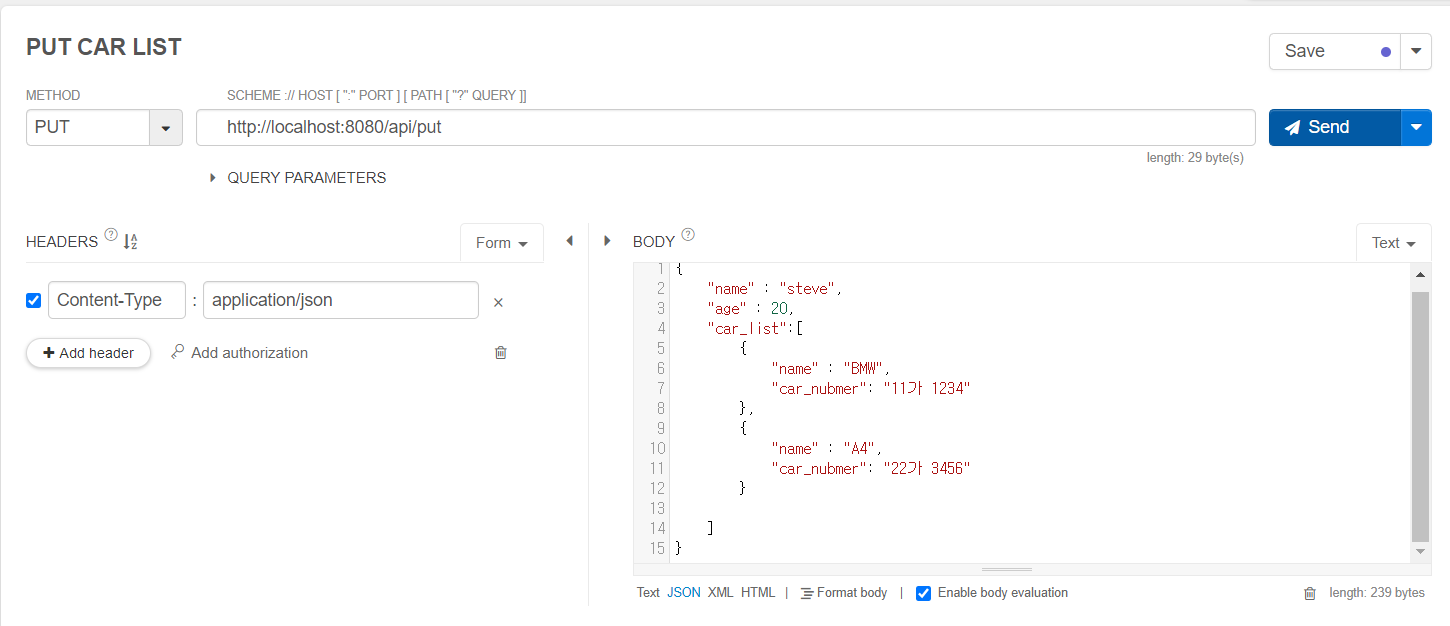 PUT CAR LIST
Save
METHOD
SCHEME :// HOST [ ":" PORT ] [ PATH [ "?" QUERY ]]
PUT
http://localhost:8080/api/put
Send
length: 29 byte(s)
QUERY PARAMETERS
HEADERS ? A Z
Form
BODY ?
Text
Content-Type : application/json ×
+ Add header
Add authorization
1 {
2 "name" : "steve",
3 "age" : 20,
4 "car_list":[
5 {
6 "name" : "BMW",
7 "car_nubmer": "11가 1234"
8 },
9 {
10 "name" : "A4",
11 "car_nubmer": "22가 3456"
12 }
13
14 ]
15 }
Text JSON XML HTML | Format body | Enable body evaluation
length: 239 bytes